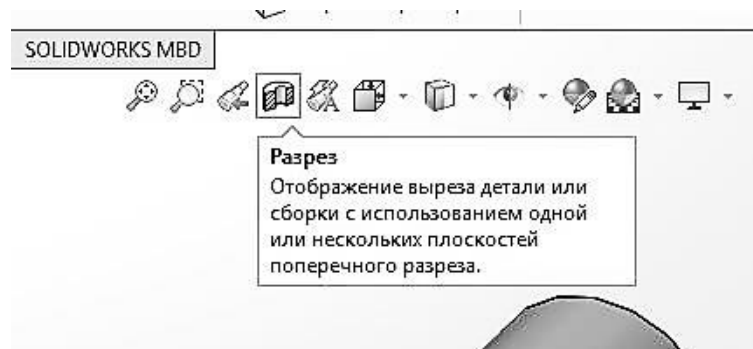 SOLIDWORKS MBD
Разрез
Отображение выреза детали или
сборки с использованием одной
или нескольких плоскостей
поперечного разреза.